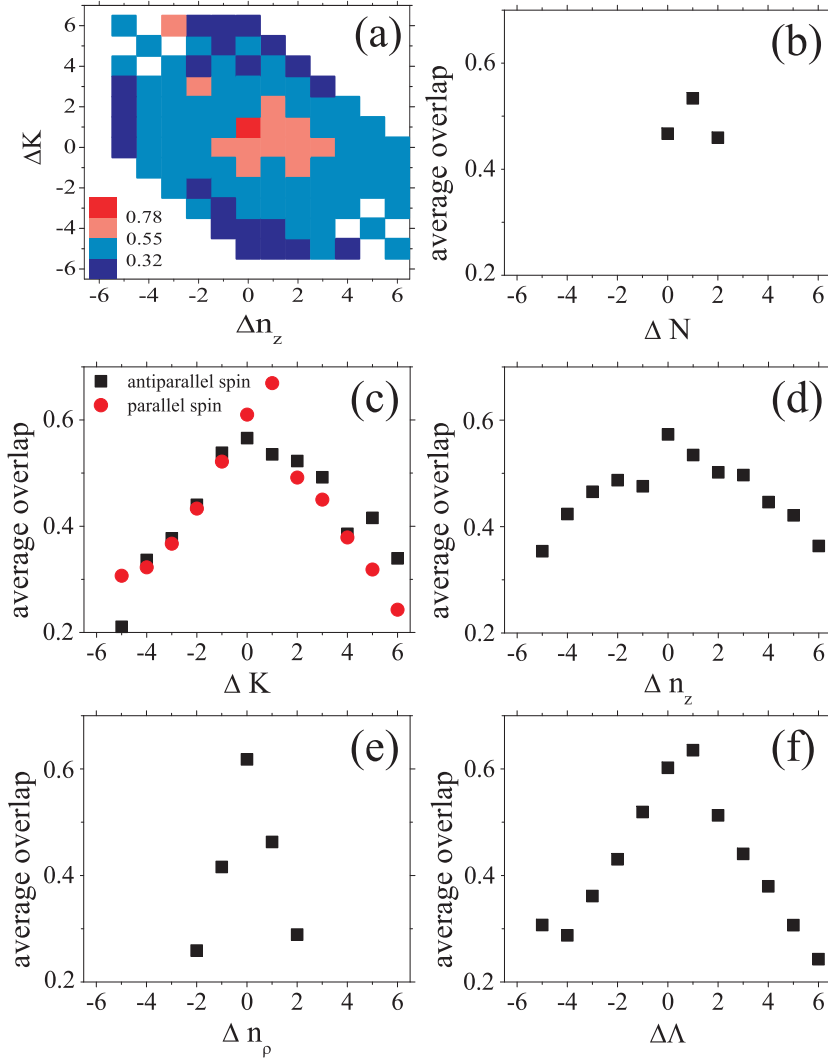 (a)
6
4
2
0
-2
-4
-6
ΔK
0.78
0.55
0.32
-6 -4 -2 0 2 4 6
Δn_z
(b)
0.6
0.4
0.2
average overlap
-6 -4 -2 0 2 4 6
Δ N
(c)
antiparallel spin
parallel spin
0.6
0.4
0.2
average overlap
-6 -4 -2 0 2 4 6
Δ K
(d)
0.6
0.4
0.2
average overlap
-6 -4 -2 0 2 4 6
Δ n_z
(e)
0.6
0.4
0.2
average overlap
-6 -4 -2 0 2 4 6
Δ n_ρ
(f)
0.6
0.4
0.2
average overlap
-6 -4 -2 0 2 4 6
ΔΛ